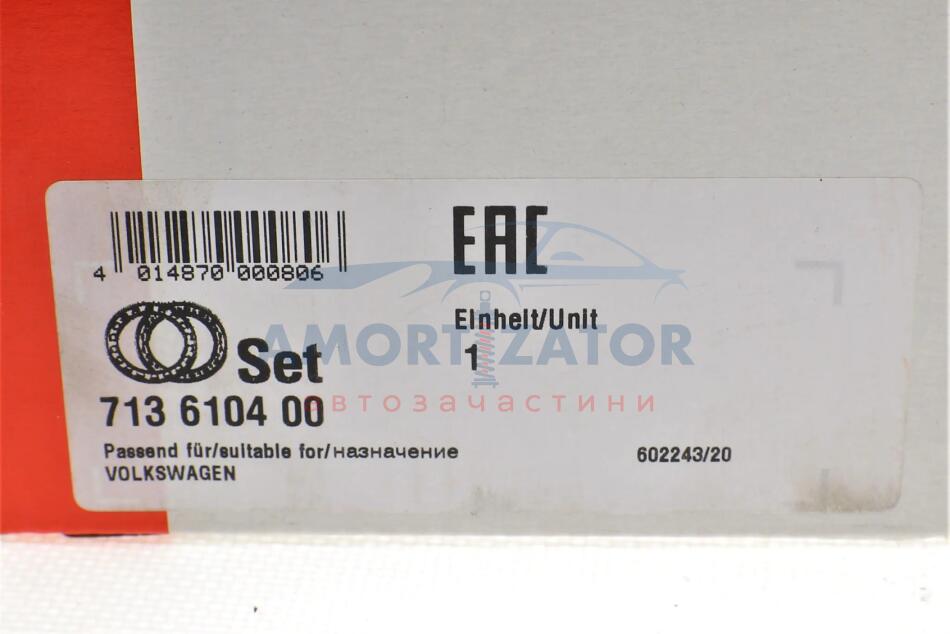 EAC
4 014870 000806
Einheit/Unit
1
Set
713 6104 00
AMORTIZATOR
автозачастини
Passend für/suitable for/назначение
VOLKSWAGEN
602243/20